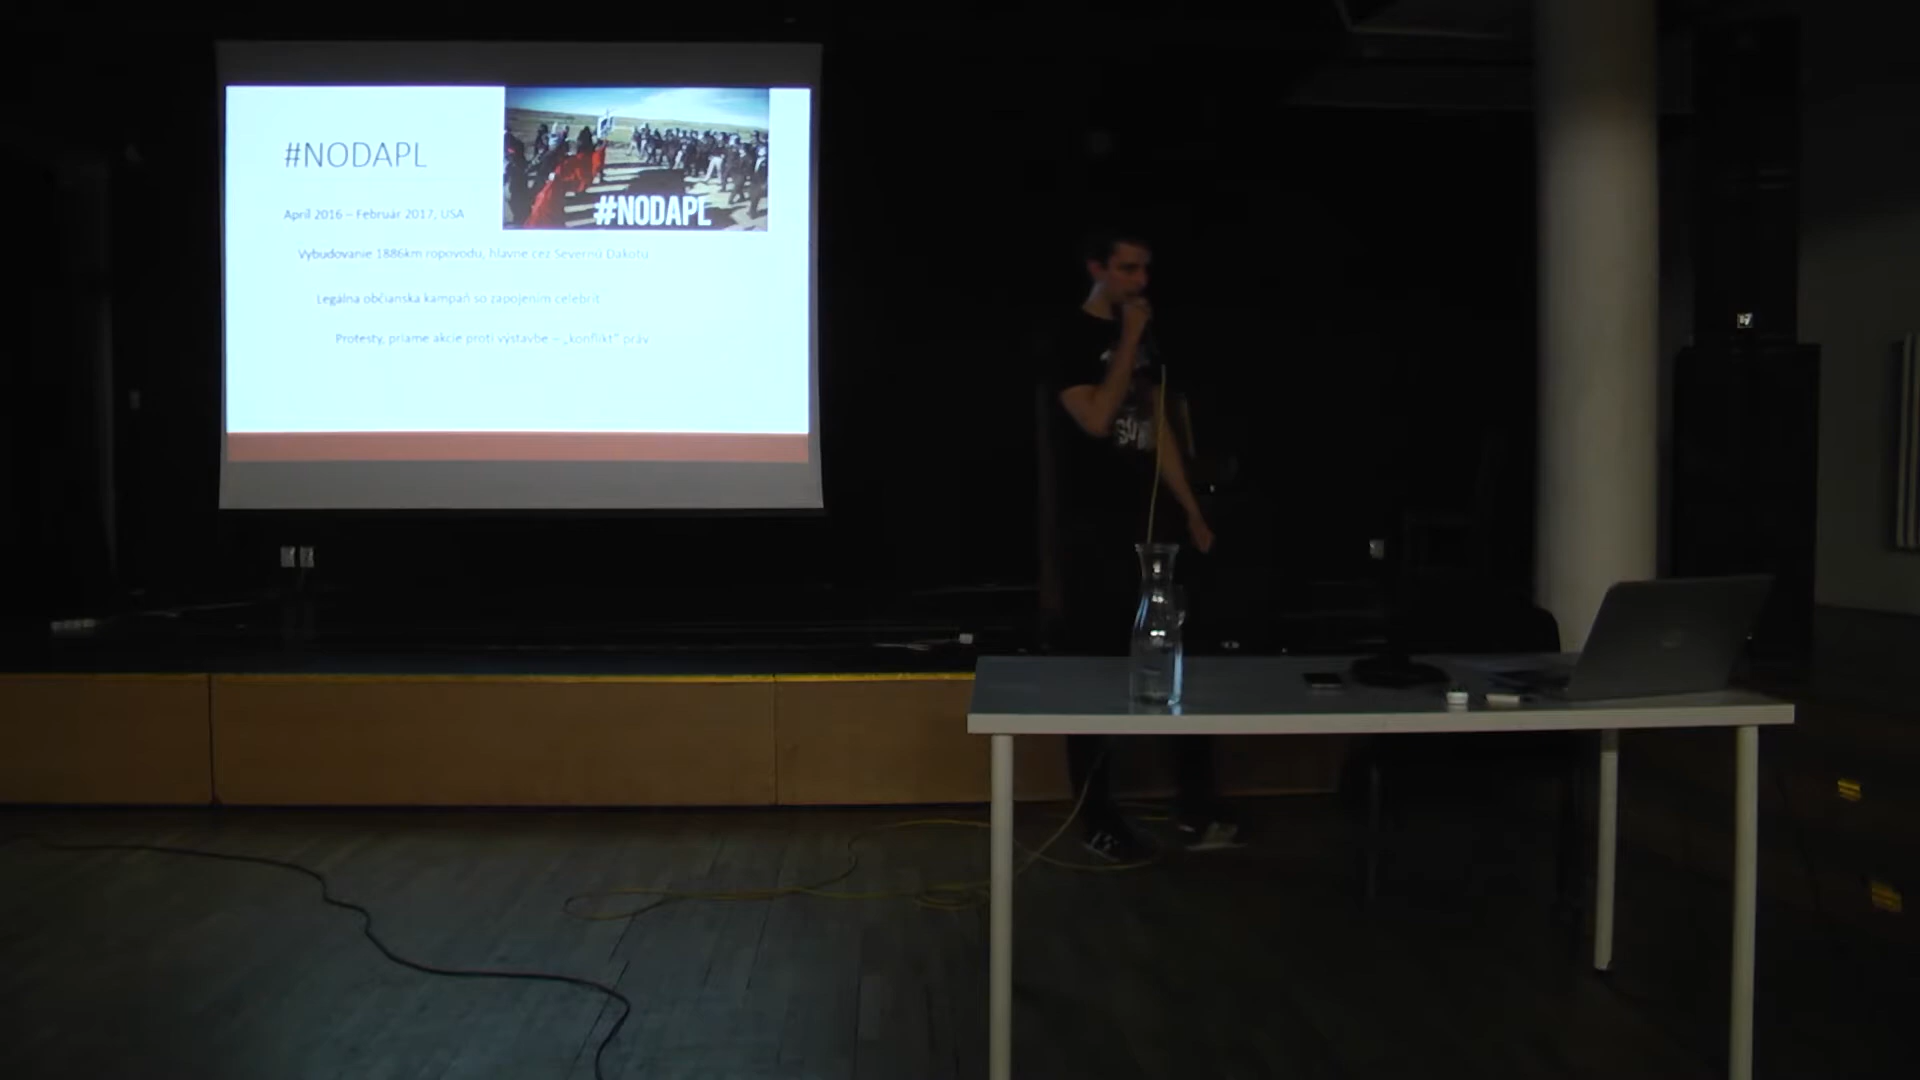 #NODAPL
#NODAPL
Apríl 2016 – Február 2017, USA
Vybudovanie 1886km ropovodu, hlavne cez Severnú Dakotu
Legálna občianska kampaň so zapojením celebrít
Protesty, priame akcie proti výstavbe – „konflikt“ práv